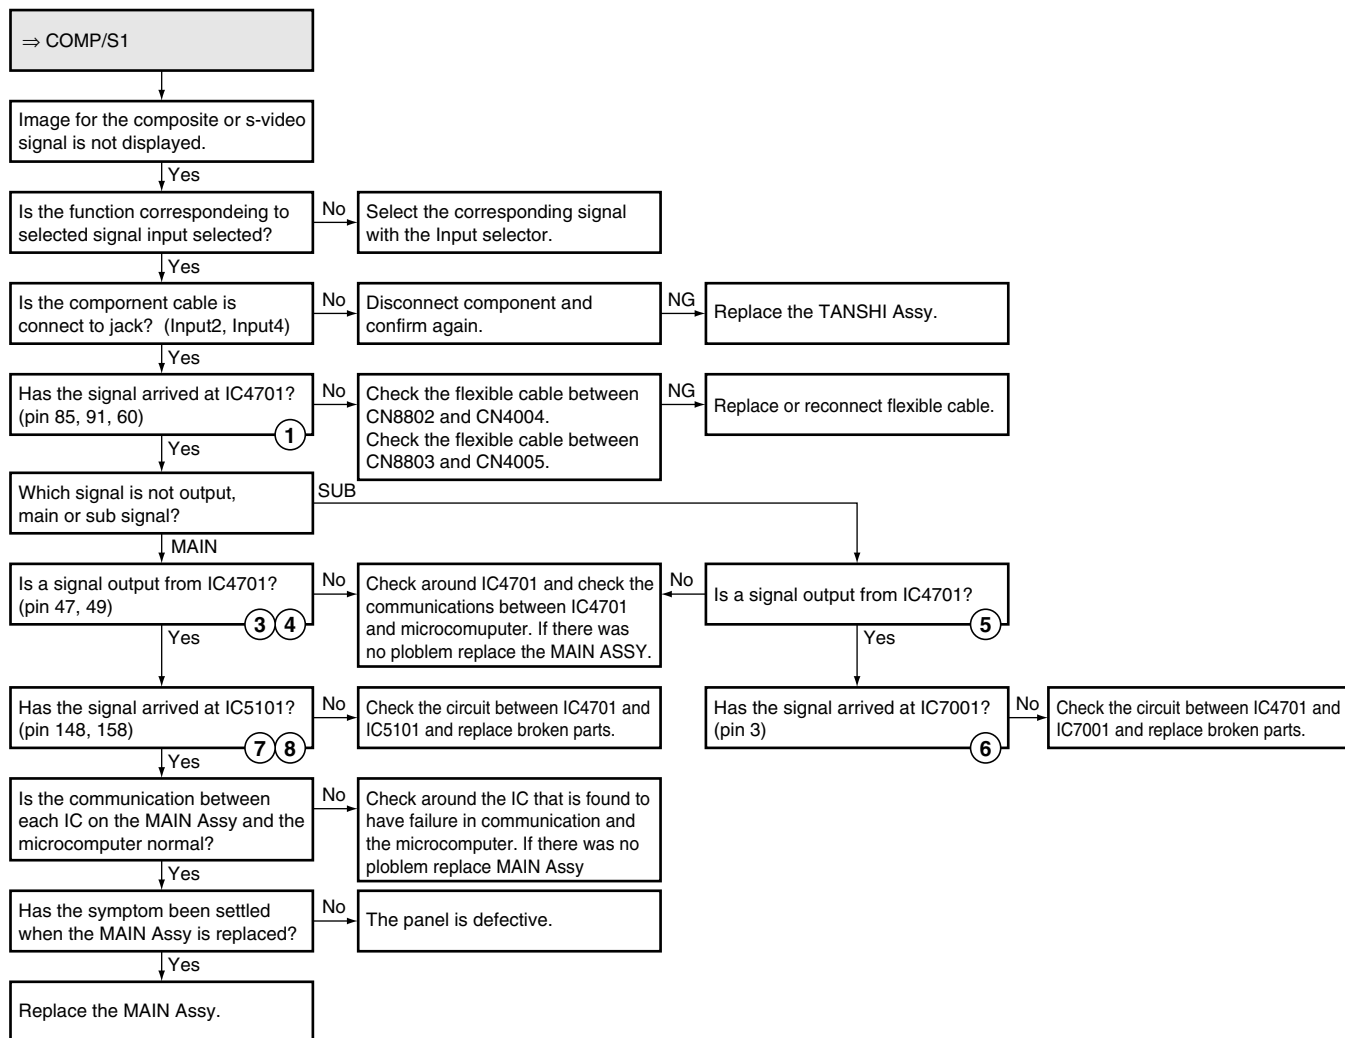 ⇒ COMP/S1
Image for the composite or s-video
signal is not displayed.
Yes
Is the function correspondeing to
selected signal input selected?
No
Select the corresponding signal
with the Input selector.
Yes
Is the compornent cable is
connect to jack? (Input2, Input4)
No
Disconnect component and
confirm again.
NG
Replace the TANSHI Assy.
Yes
Has the signal arrived at IC4701?
(pin 85, 91, 60)
1
No
Check the flexible cable between
CN8802 and CN4004.
Check the flexible cable between
CN8803 and CN4005.
NG
Replace or reconnect flexible cable.
Yes
Which signal is not output,
main or sub signal?
SUB
MAIN
Is a signal output from IC4701?
(pin 47, 49)
3 4
No
Check around IC4701 and check the
communications between IC4701
and microcomuputer. If there was
no ploblem replace the MAIN ASSY.
No
Is a signal output from IC4701?
5
Yes
Yes
Has the signal arrived at IC5101?
(pin 148, 158)
7 8
No
Check the circuit between IC4701 and
IC5101 and replace broken parts.
Has the signal arrived at IC7001?
(pin 3)
6
No
Check the circuit between IC4701 and
IC7001 and replace broken parts.
Yes
Is the communication between
each IC on the MAIN Assy and the
microcomputer normal?
No
Check around the IC that is found to
have failure in communication and
the microcomputer. If there was no
ploblem replace MAIN Assy
Yes
Has the symptom been settled
when the MAIN Assy is replaced?
No
The panel is defective.
Yes
Replace the MAIN Assy.